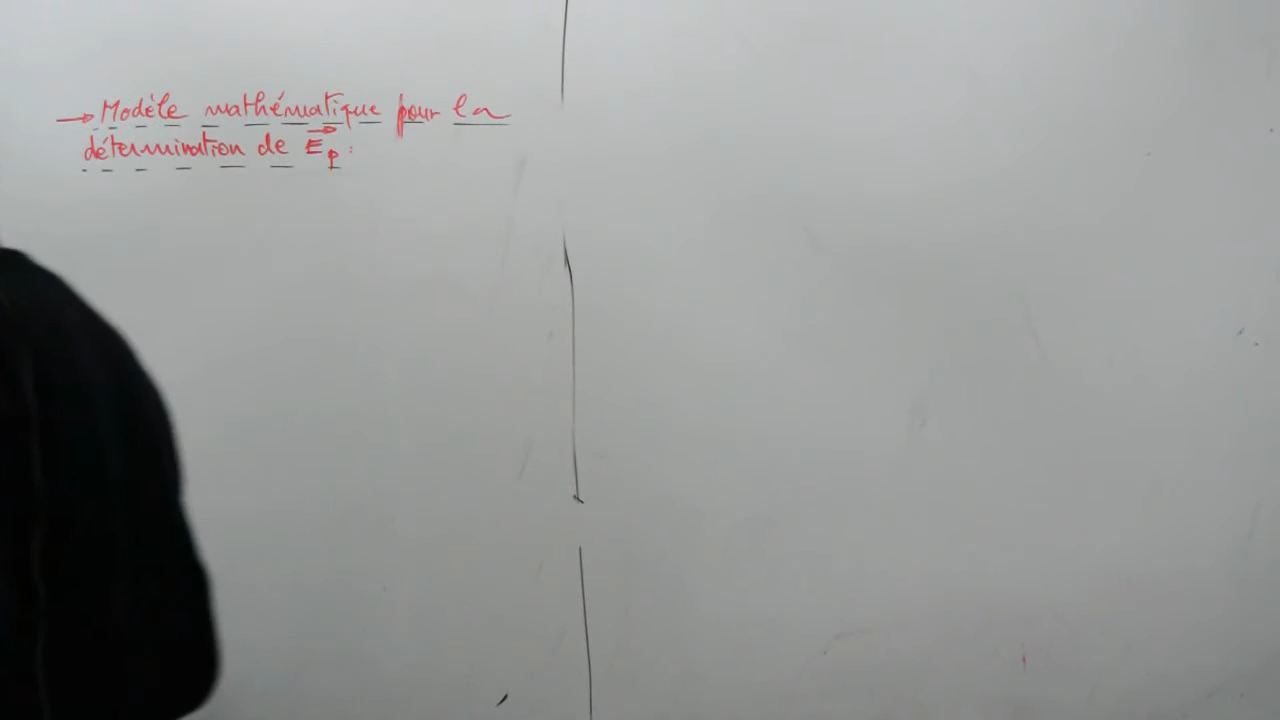 → Modèle mathématique pour la
détermination de E⃗p :